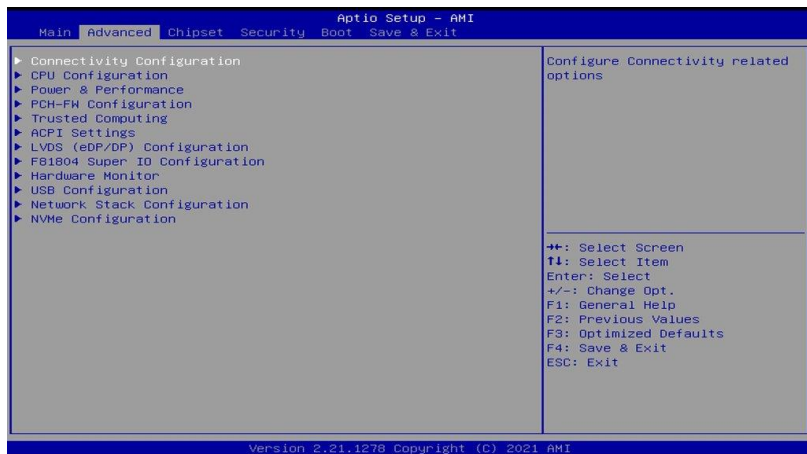 Aptio Setup – AMI
Main Advanced Chipset Security Boot Save & Exit
▶ Connectivity Configuration
▶ CPU Configuration
▶ Power & Performance
▶ PCH-FW Configuration
▶ Trusted Computing
▶ ACPI Settings
▶ LVDS (eDP/DP) Configuration
▶ F81804 Super IO Configuration
▶ Hardware Monitor
▶ USB Configuration
▶ Network Stack Configuration
▶ NVMe Configuration
Configure Connectivity related
options
→←: Select Screen
↑↓: Select Item
Enter: Select
+/-: Change Opt.
F1: General Help
F2: Previous Values
F3: Optimized Defaults
F4: Save & Exit
ESC: Exit
Version 2.21.1278 Copyright (C) 2021 AMI